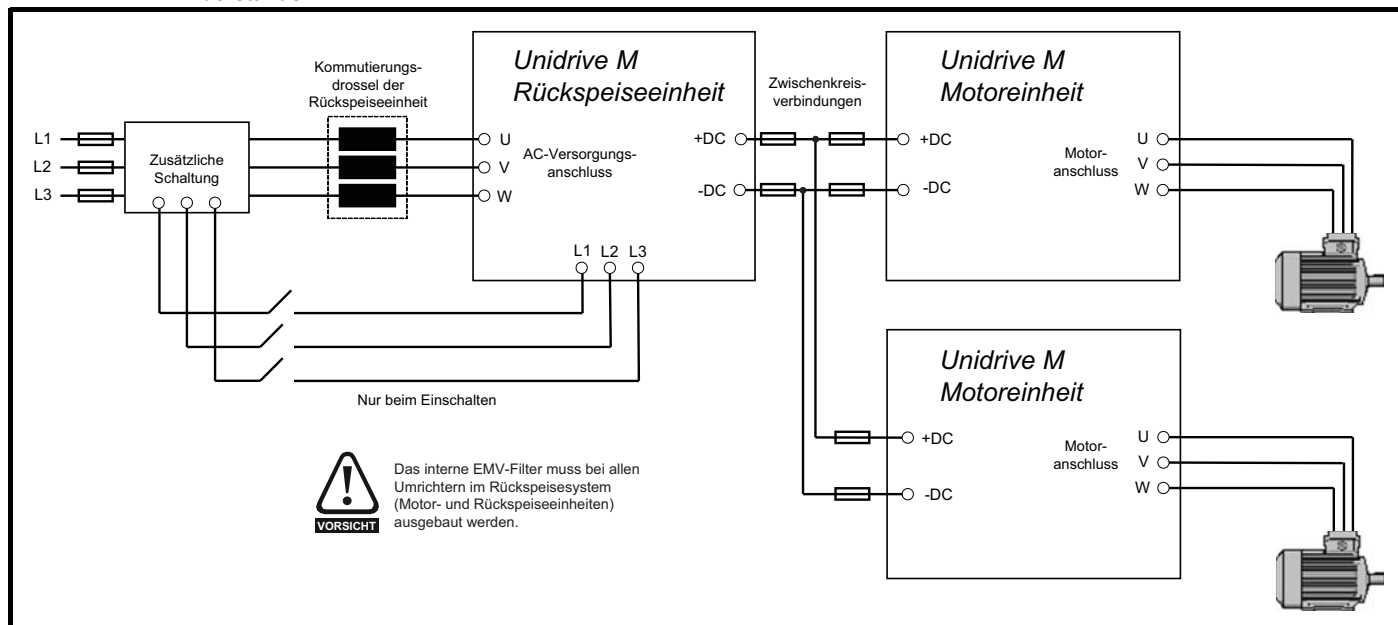 Unidrive M
Rückspeiseeinheit
Unidrive M
Motoreinheit
Kommutierungs-
drossel der
Rückspeiseeinheit
Zwischenkreis-
verbindungen
L1
L2
L3
Zusätzliche
Schaltung
U
V
W
AC-Versorgungs-
anschluss
+DC
-DC
+DC
-DC
Motor-
anschluss
U
V
W
L1 L2 L3
Nur beim Einschalten
Unidrive M
Motoreinheit
+DC
-DC
Motor-
anschluss
U
V
W
VORSICHT
Das interne EMV-Filter muss bei allen
Umrichtern im Rückspeisesystem
(Motor- und Rückspeiseeinheiten)
ausgebaut werden.